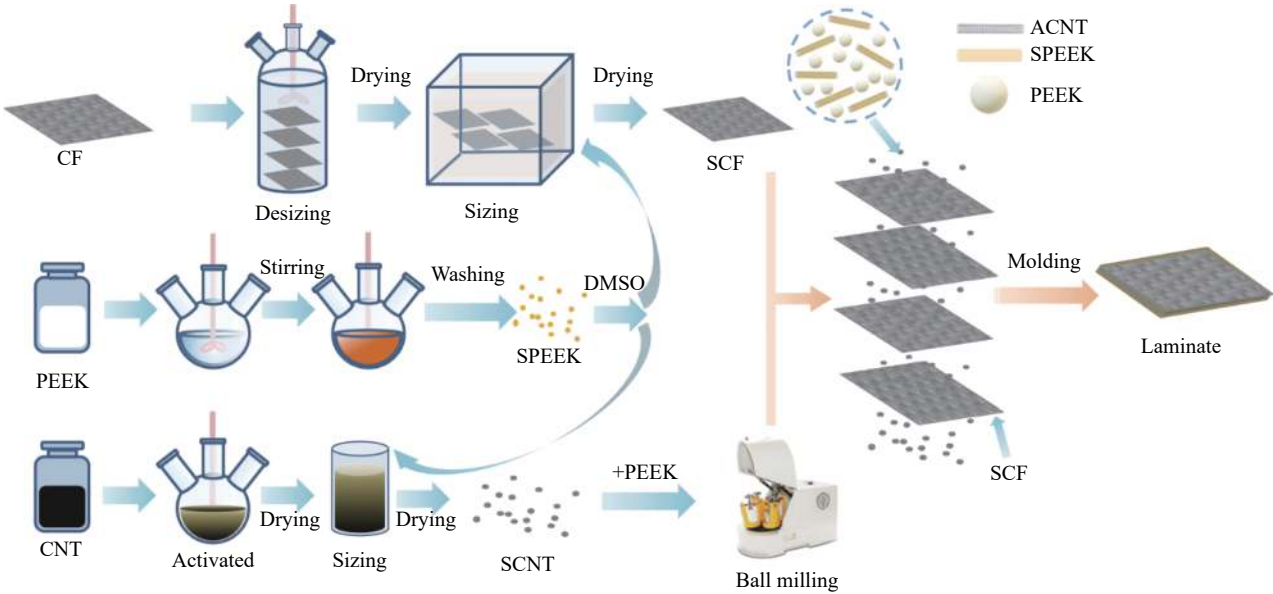 ACNT
SPEEK
PEEK
Drying
Drying
CF
SCF
Desizing
Sizing
Stirring
Washing
DMSO
Molding
PEEK
SPEEK
Laminate
+PEEK
SCF
Drying
Drying
CNT
Activated
Sizing
SCNT
Ball milling